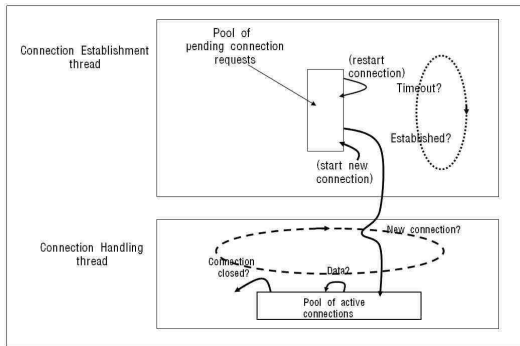 Pool of
pending connection
requests
Connection Establishment
thread
(restart
connection)
Timeout?
Established?
(start new
connection)
New connection?
Connection Handling
thread
Connection
closed?
Data?
Pool of active
connections